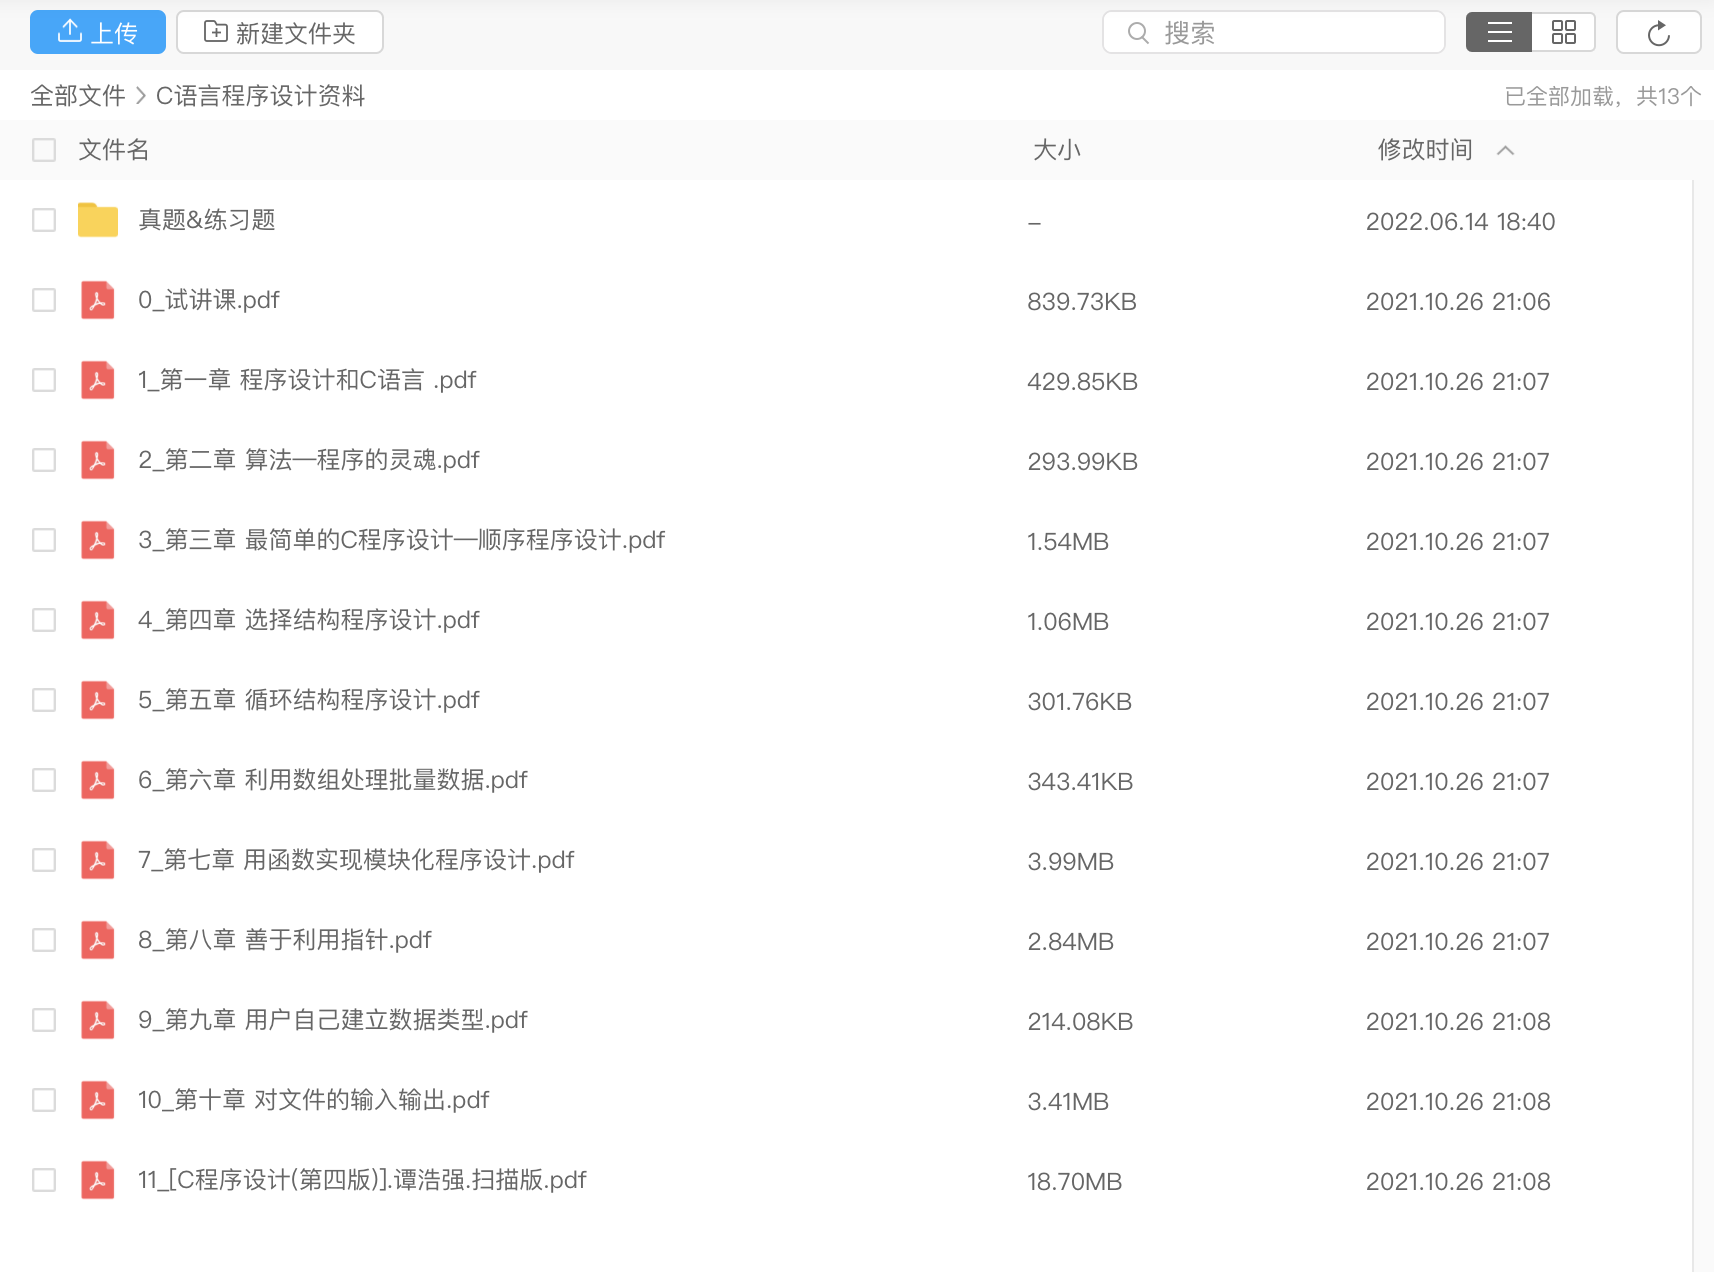 上传 新建文件夹 搜索
全部文件 > C语言程序设计资料 已全部加载，共13个
文件名 大小 修改时间
真题&练习题 – 2022.06.14 18:40
0_试讲课.pdf 839.73KB 2021.10.26 21:06
1_第一章 程序设计和C语言 .pdf 429.85KB 2021.10.26 21:07
2_第二章 算法—程序的灵魂.pdf 293.99KB 2021.10.26 21:07
3_第三章 最简单的C程序设计—顺序程序设计.pdf 1.54MB 2021.10.26 21:07
4_第四章 选择结构程序设计.pdf 1.06MB 2021.10.26 21:07
5_第五章 循环结构程序设计.pdf 301.76KB 2021.10.26 21:07
6_第六章 利用数组处理批量数据.pdf 343.41KB 2021.10.26 21:07
7_第七章 用函数实现模块化程序设计.pdf 3.99MB 2021.10.26 21:07
8_第八章 善于利用指针.pdf 2.84MB 2021.10.26 21:07
9_第九章 用户自己建立数据类型.pdf 214.08KB 2021.10.26 21:08
10_第十章 对文件的输入输出.pdf 3.41MB 2021.10.26 21:08
11_[C程序设计(第四版)].谭浩强.扫描版.pdf 18.70MB 2021.10.26 21:08